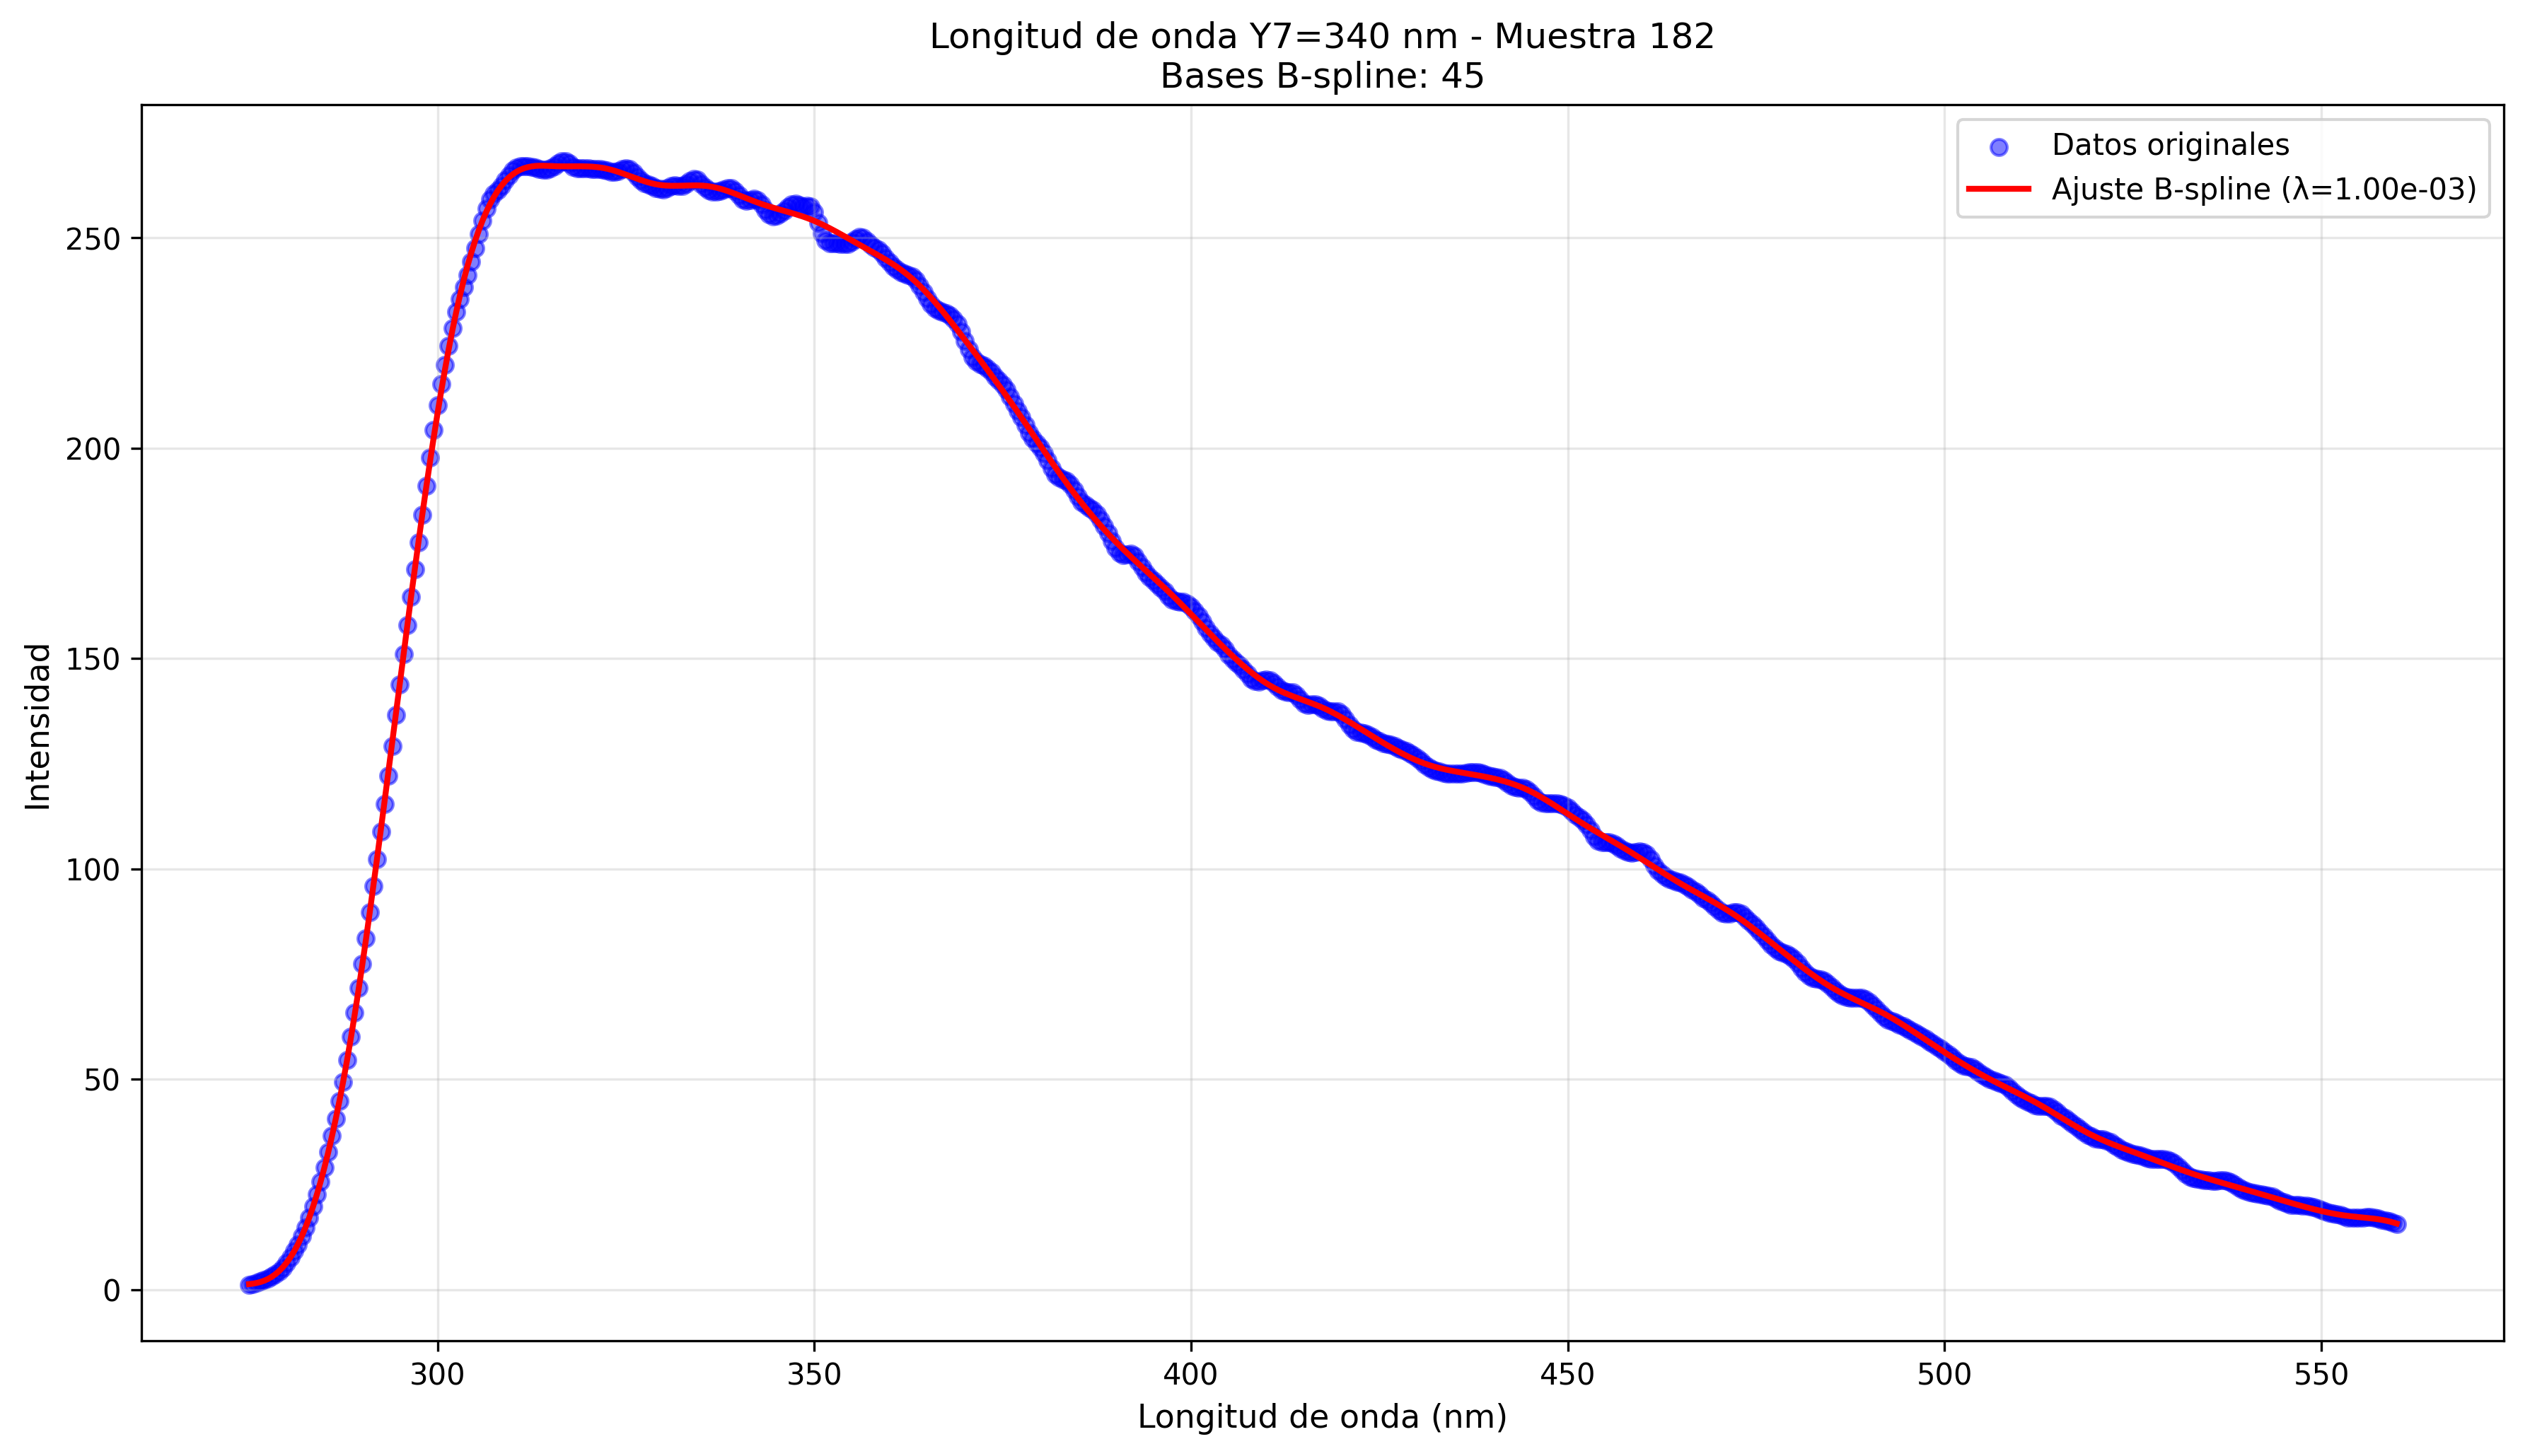 Longitud de onda Y7=340 nm - Muestra 182
Bases B-spline: 45
Datos originales
Ajuste B-spline (λ=1.00e-03)
Intensidad
250
200
150
100
50
0
300
350
400
450
500
550
Longitud de onda (nm)